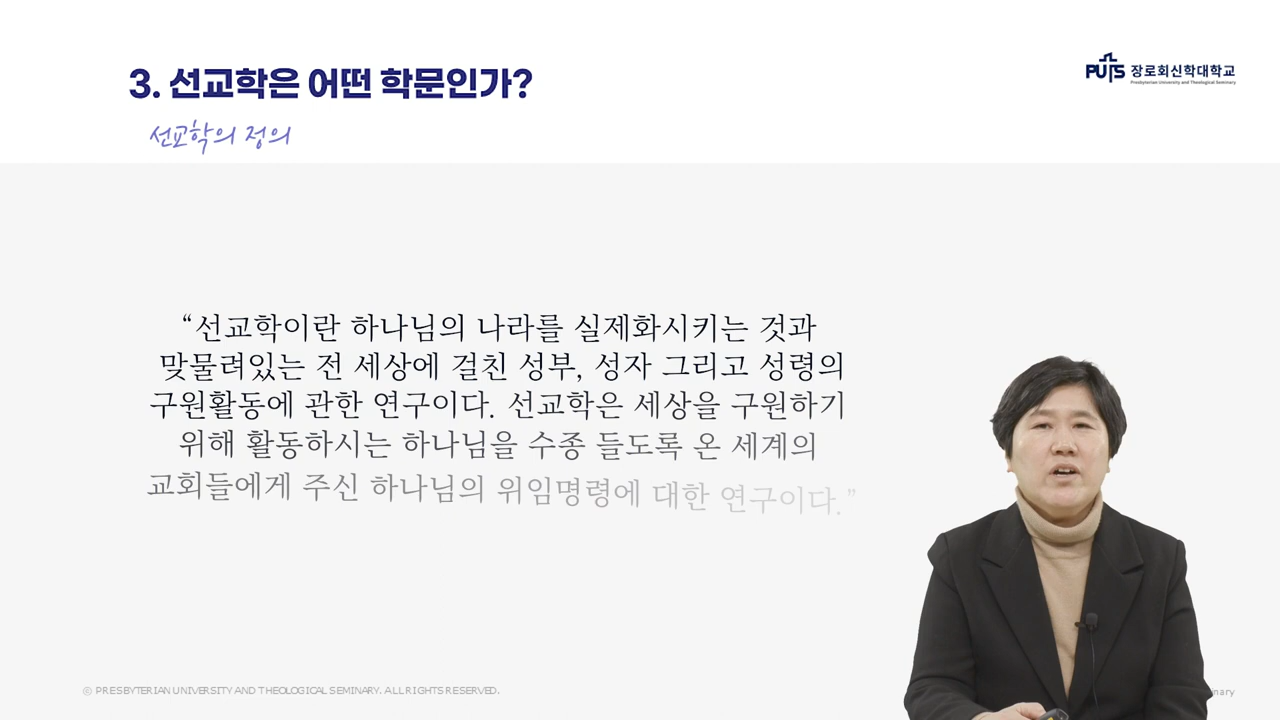 3. 선교학은 어떤 학문인가?
선교학의 정의
PUTS 장로회신학대학교
Presbyterian University and Theological Seminary
“선교학이란 하나님의 나라를 실제화시키는 것과
맞물려있는 전 세상에 걸친 성부, 성자 그리고 성령의
구원활동에 관한 연구이다. 선교학은 세상을 구원하기
위해 활동하시는 하나님을 수종 들도록 온 세계의
교회들에게 주신 하나님의 위임명령에 대한 연구이다.”
© PRESBYTERIAN UNIVERSITY AND THEOLOGICAL SEMINARY. ALL RIGHTS RESERVED.